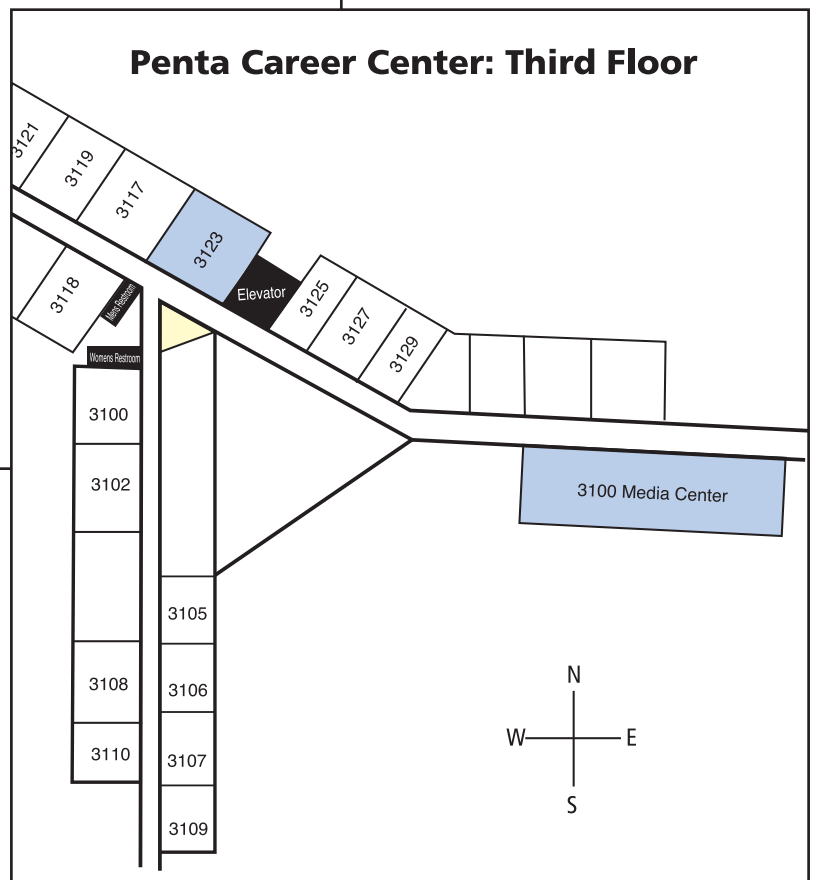 Penta Career Center: Third Floor
3121
3119
3117
3123
Elevator
3125
3127
3129
3118
Mens Restroom
Womens Restroom
3100
3102
3100 Media Center
3105
3108
3106
3110
3107
3109
N
W
E
S